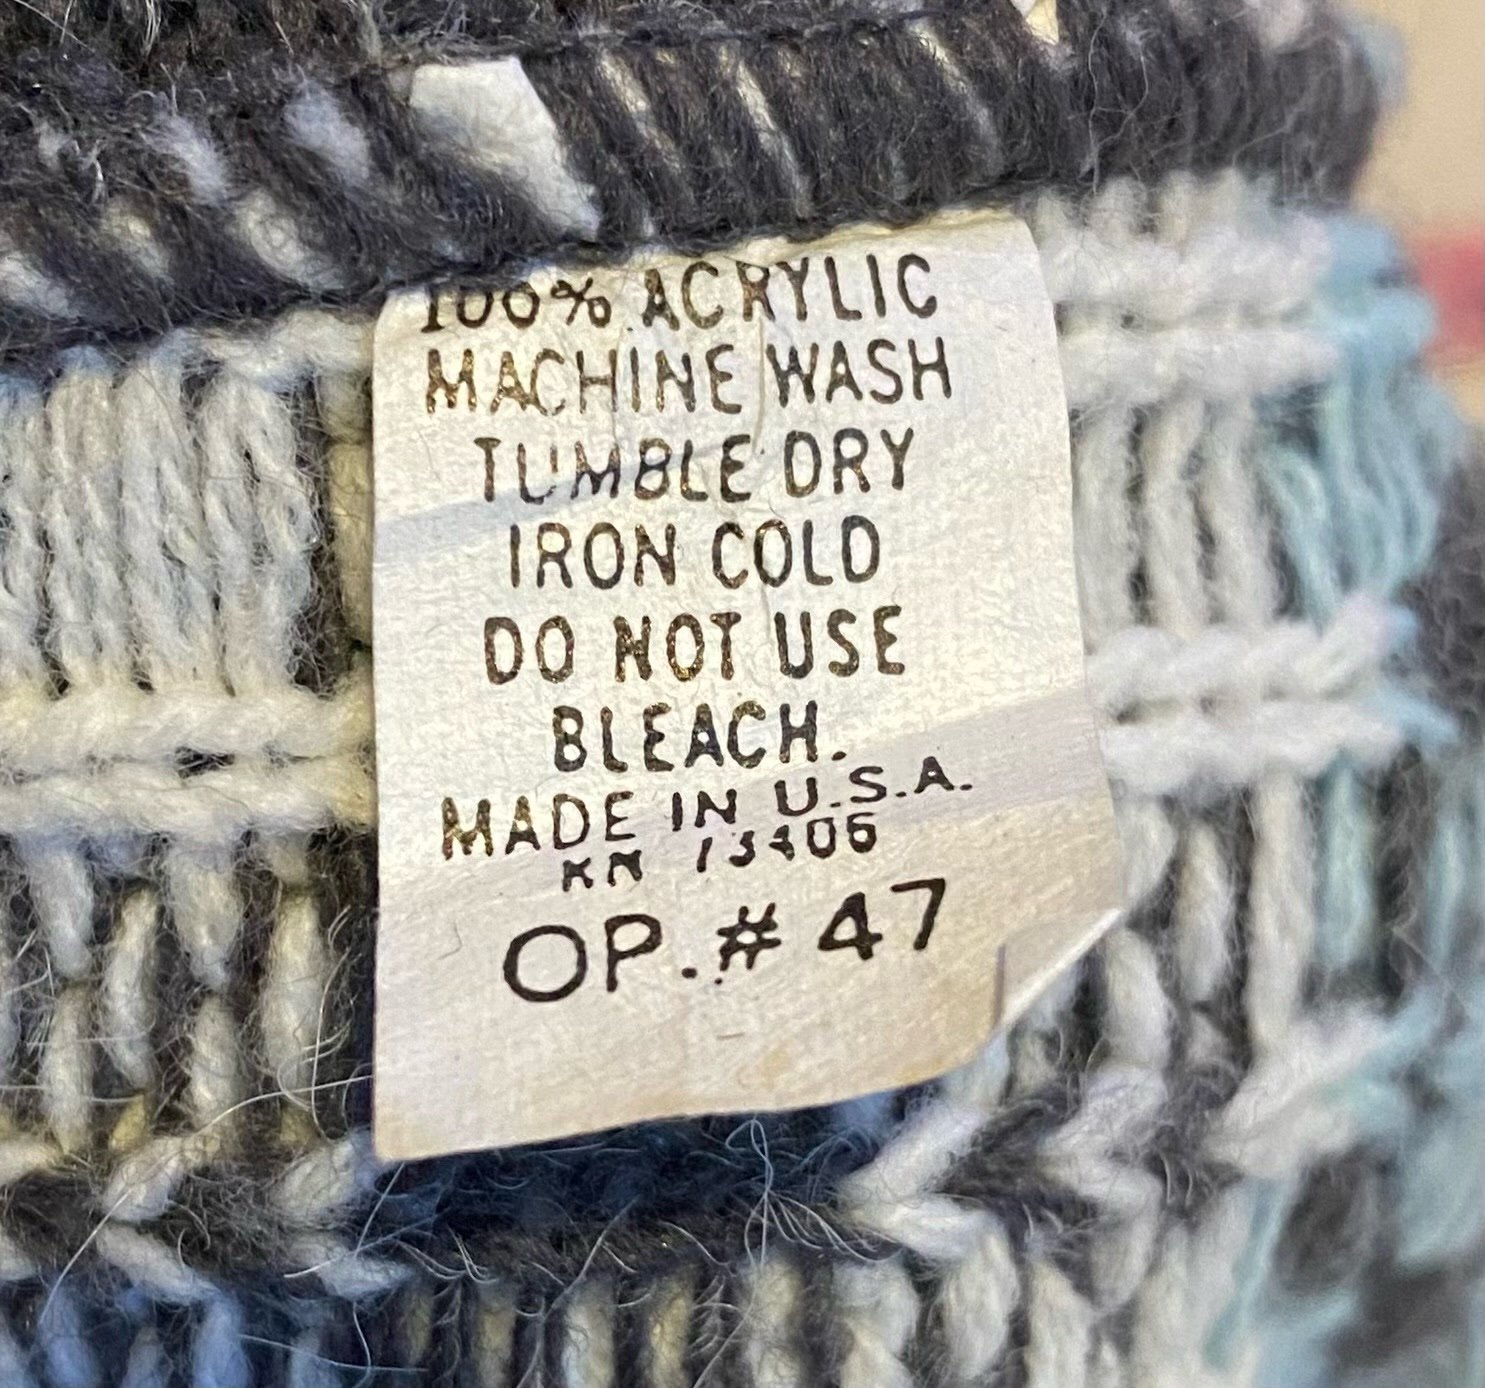 100% ACRYLIC
MACHINE WASH
TUMBLE DRY
IRON COLD
DO NOT USE
BLEACH.
MADE IN U.S.A.
OP. # 47